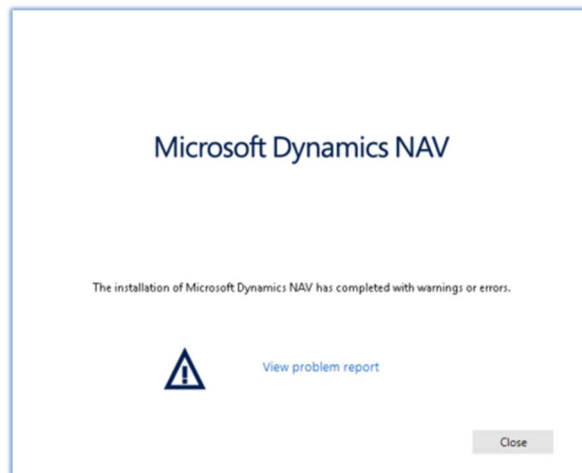 Microsoft Dynamics NAV
The installation of Microsoft Dynamics NAV has completed with warnings or errors.
View problem report
Close